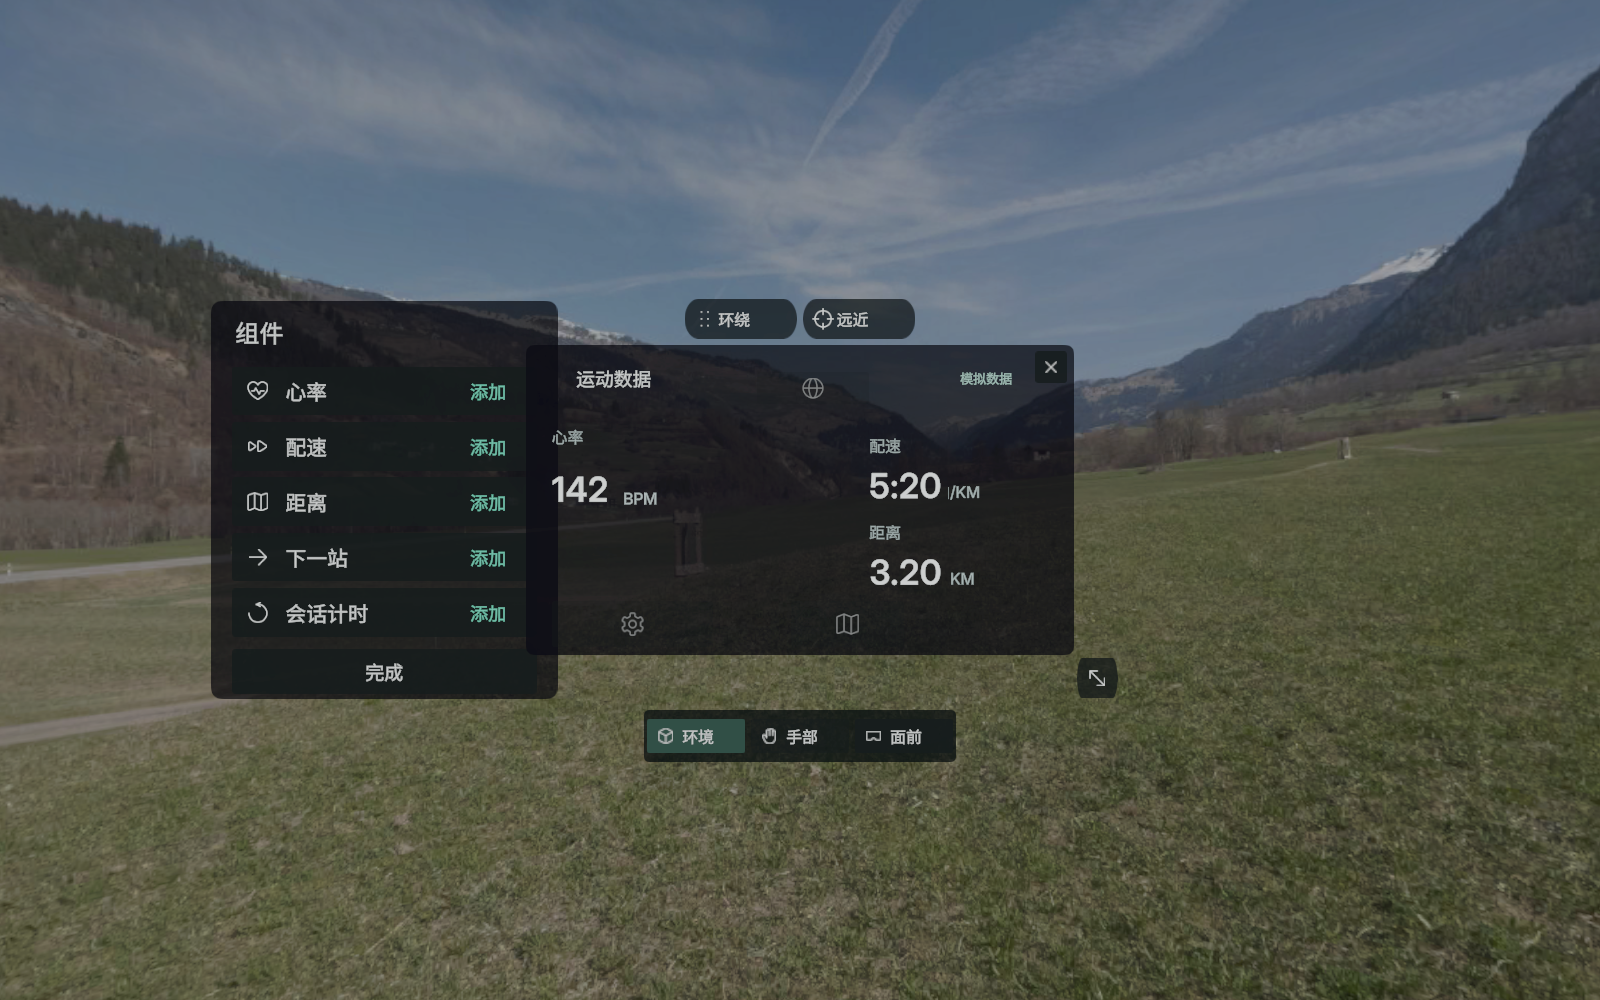 组件
心率 添加
配速 添加
距离 添加
下一站 添加
会话计时 添加
完成
环绕
远近
运动数据
模拟数据
心率
142 BPM
配速
5:20 /KM
距离
3.20 KM
环境
手部
面前